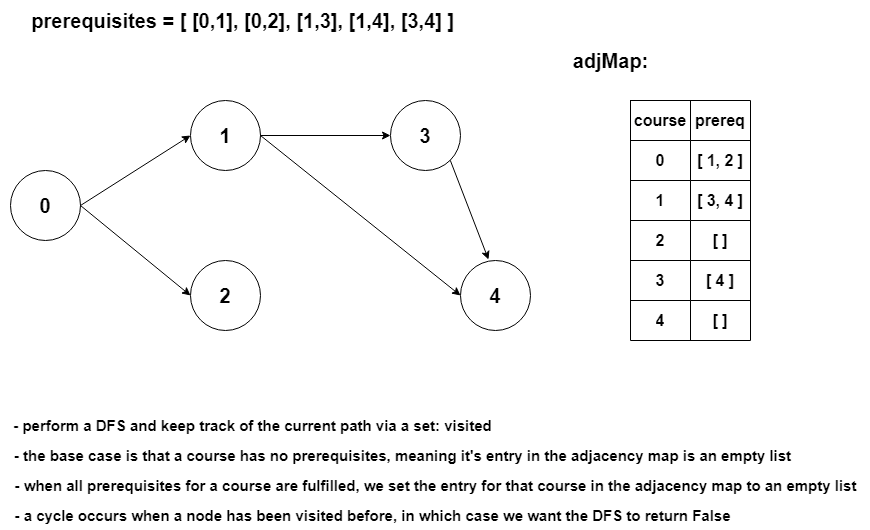 prerequisites = [ [0,1], [0,2], [1,3], [1,4], [3,4] ]
adjMap:
course prereq
0 [ 1, 2 ]
1 [ 3, 4 ]
2 [ ]
3 [ 4 ]
4 [ ]
1
3
0
2
4
- perform a DFS and keep track of the current path via a set: visited
- the base case is that a course has no prerequisites, meaning it's entry in the adjacency map is an empty list
- when all prerequisites for a course are fulfilled, we set the entry for that course in the adjacency map to an empty list
- a cycle occurs when a node has been visited before, in which case we want the DFS to return False